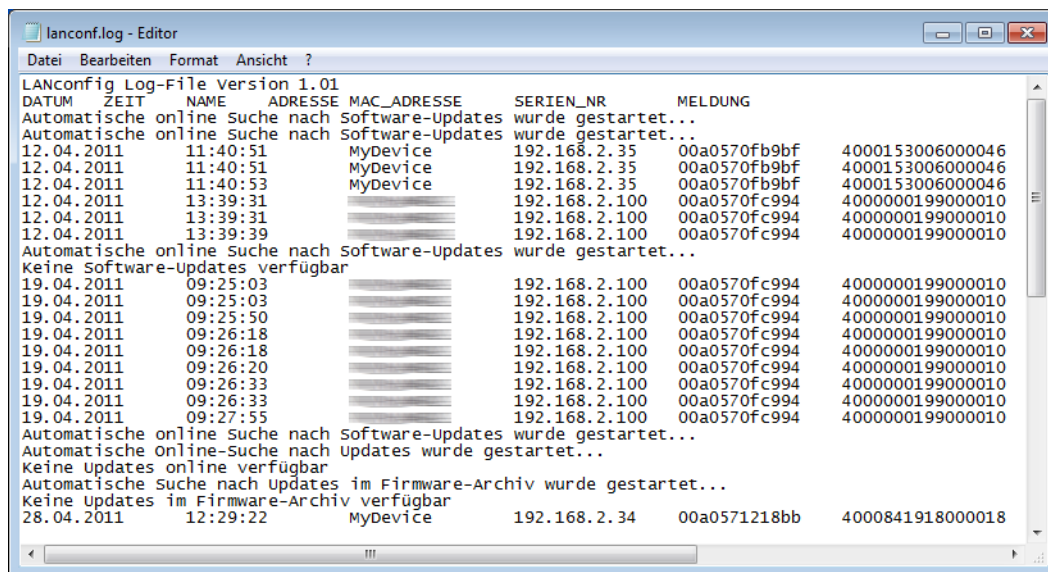 lanconf.log - Editor
Datei Bearbeiten Format Ansicht ?
LANconfig Log-File Version 1.01
DATUM ZEIT NAME ADRESSE MAC_ADRESSE SERIEN_NR MELDUNG
Automatische online Suche nach Software-Updates wurde gestartet...
Automatische online Suche nach Software-Updates wurde gestartet...
12.04.2011 11:40:51 MyDevice 192.168.2.35 00a0570fb9bf 4000153006000046
12.04.2011 11:40:51 MyDevice 192.168.2.35 00a0570fb9bf 4000153006000046
12.04.2011 11:40:53 MyDevice 192.168.2.35 00a0570fb9bf 4000153006000046
12.04.2011 13:39:31 192.168.2.100 00a0570fc994 4000000199000010
12.04.2011 13:39:31 192.168.2.100 00a0570fc994 4000000199000010
12.04.2011 13:39:39 192.168.2.100 00a0570fc994 4000000199000010
Automatische online Suche nach Software-Updates wurde gestartet...
Keine Software-Updates verfügbar
19.04.2011 09:25:03 192.168.2.100 00a0570fc994 4000000199000010
19.04.2011 09:25:03 192.168.2.100 00a0570fc994 4000000199000010
19.04.2011 09:25:50 192.168.2.100 00a0570fc994 4000000199000010
19.04.2011 09:26:18 192.168.2.100 00a0570fc994 4000000199000010
19.04.2011 09:26:18 192.168.2.100 00a0570fc994 4000000199000010
19.04.2011 09:26:20 192.168.2.100 00a0570fc994 4000000199000010
19.04.2011 09:26:33 192.168.2.100 00a0570fc994 4000000199000010
19.04.2011 09:26:33 192.168.2.100 00a0570fc994 4000000199000010
19.04.2011 09:27:55 192.168.2.100 00a0570fc994 4000000199000010
Automatische online Suche nach Software-Updates wurde gestartet...
Automatische Online-Suche nach Updates wurde gestartet...
Keine Updates online verfügbar
Automatische Suche nach Updates im Firmware-Archiv wurde gestartet...
Keine Updates im Firmware-Archiv verfügbar
28.04.2011 12:29:22 MyDevice 192.168.2.34 00a0571218bb 4000841918000018